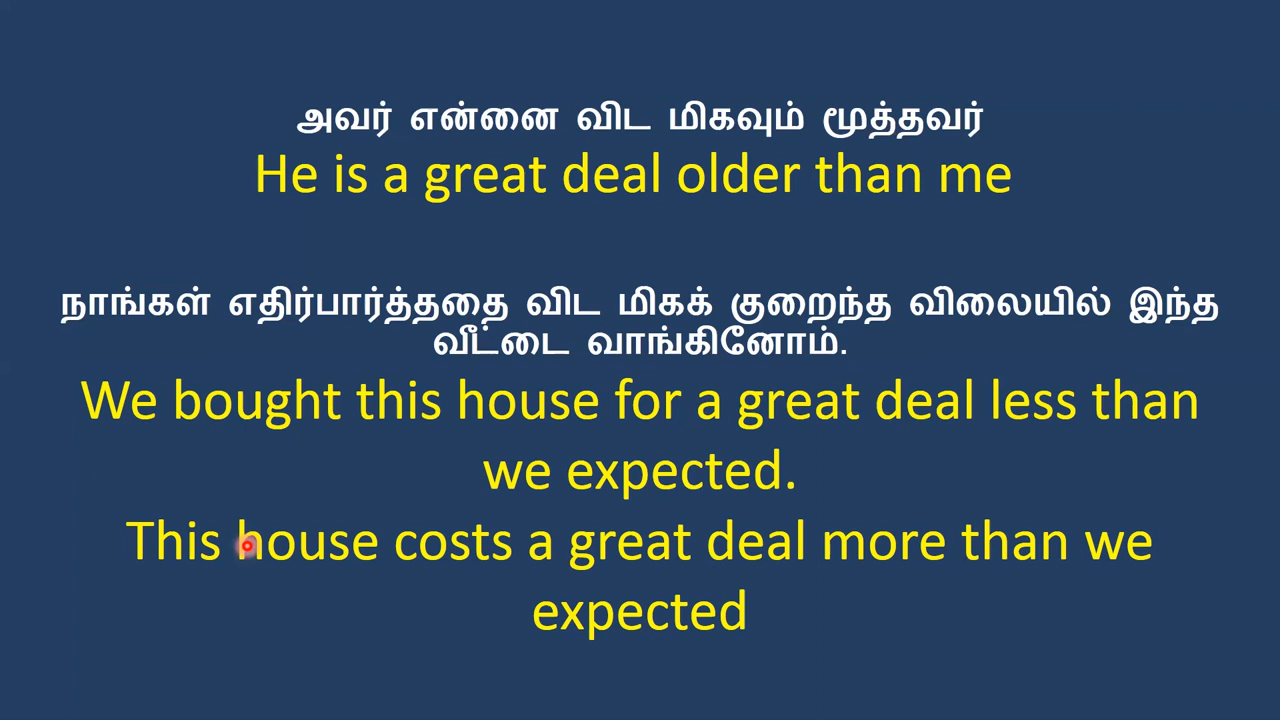 அவர் என்னை விட மிகவும் மூத்தவர்
He is a great deal older than me
நாங்கள் எதிர்பார்த்ததை விட மிகக் குறைந்த விலையில் இந்த
வீட்டை வாங்கினோம்.
We bought this house for a great deal less than
we expected.
This house costs a great deal more than we
expected